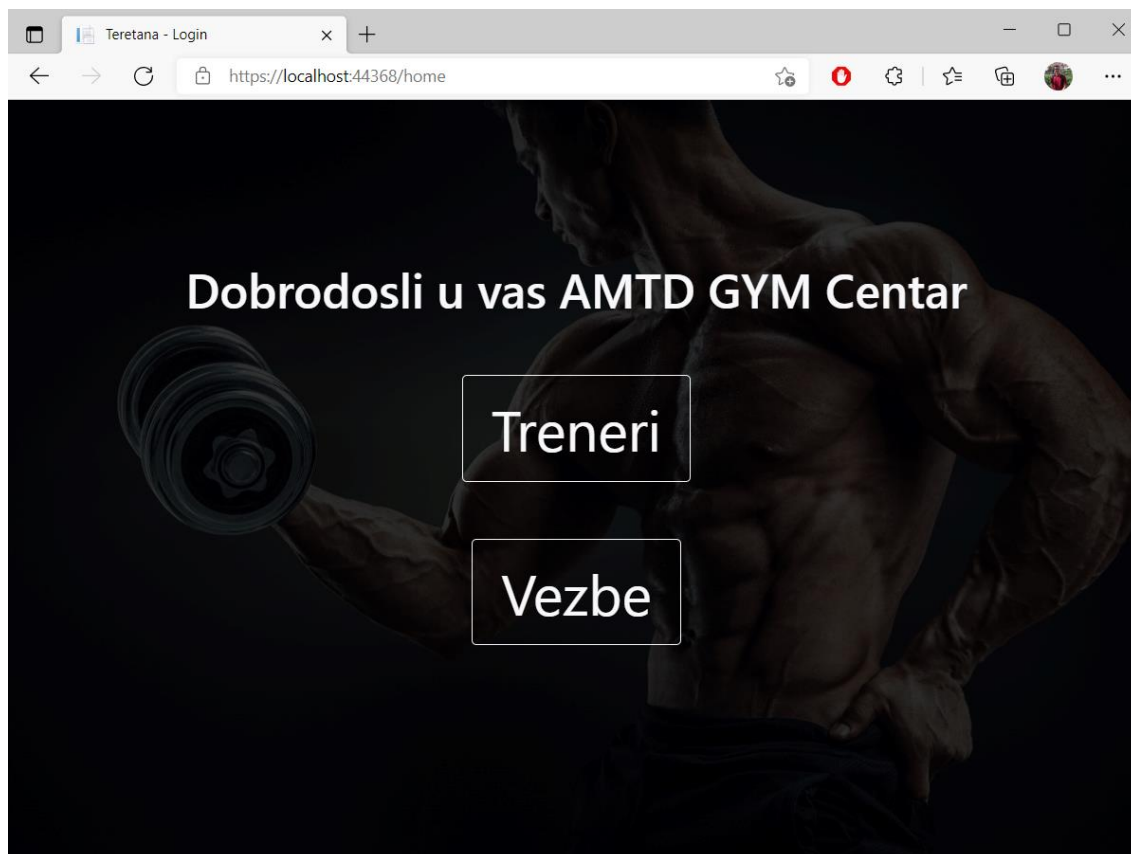 Teretana - Login
https://localhost:44368/home
Dobrodosli u vas AMTD GYM Centar
Treneri
Vezbe